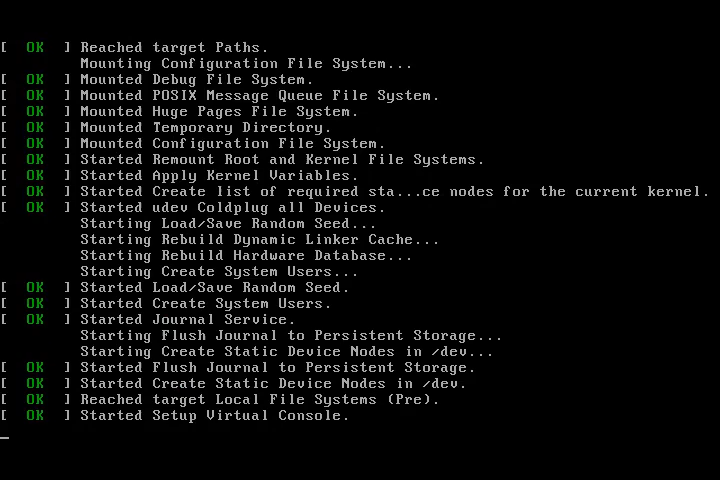 [  OK  ] Reached target Paths.
         Mounting Configuration File System...
[  OK  ] Mounted Debug File System.
[  OK  ] Mounted POSIX Message Queue File System.
[  OK  ] Mounted Huge Pages File System.
[  OK  ] Mounted Temporary Directory.
[  OK  ] Mounted Configuration File System.
[  OK  ] Started Remount Root and Kernel File Systems.
[  OK  ] Started Apply Kernel Variables.
[  OK  ] Started Create list of required sta...ce nodes for the current kernel.
[  OK  ] Started udev Coldplug all Devices.
         Starting Load/Save Random Seed...
         Starting Rebuild Dynamic Linker Cache...
         Starting Rebuild Hardware Database...
         Starting Create System Users...
[  OK  ] Started Load/Save Random Seed.
[  OK  ] Started Create System Users.
[  OK  ] Started Journal Service.
         Starting Flush Journal to Persistent Storage...
         Starting Create Static Device Nodes in /dev...
[  OK  ] Started Flush Journal to Persistent Storage.
[  OK  ] Started Create Static Device Nodes in /dev.
[  OK  ] Reached target Local File Systems (Pre).
[  OK  ] Started Setup Virtual Console.